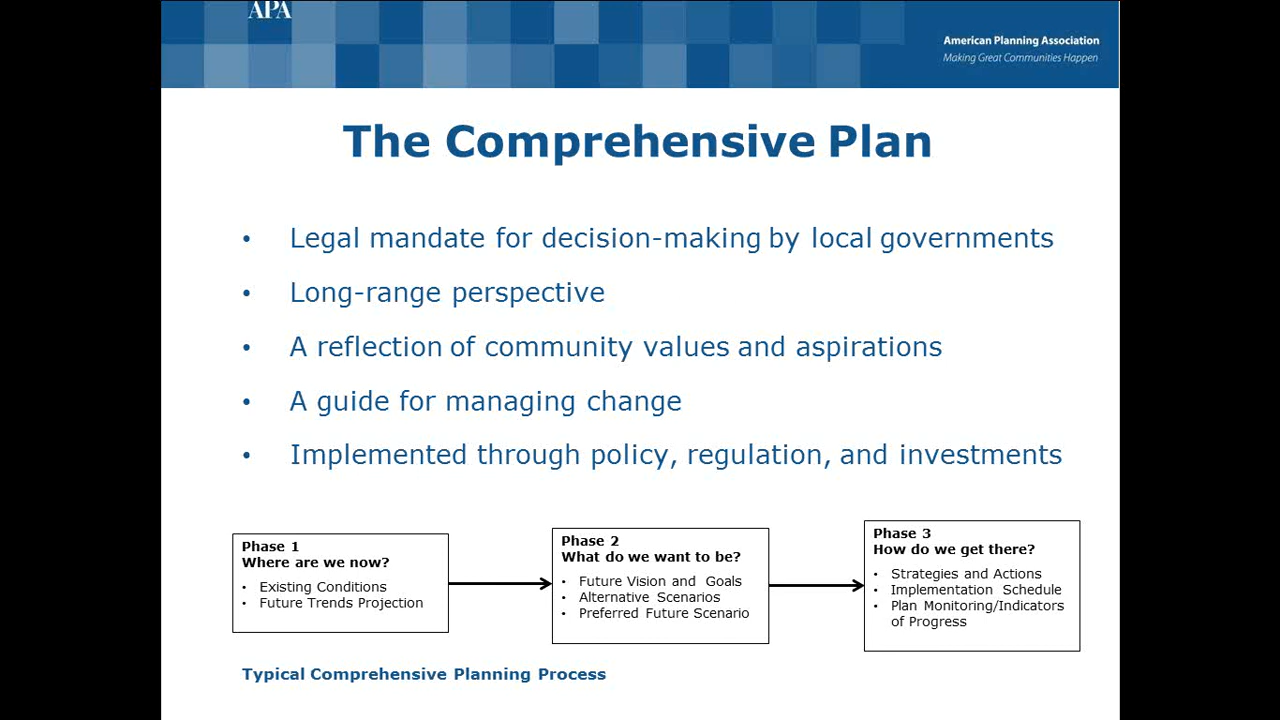 APA
American Planning Association
Making Great Communities Happen
The Comprehensive Plan
• Legal mandate for decision-making by local governments
• Long-range perspective
• A reflection of community values and aspirations
• A guide for managing change
• Implemented through policy, regulation, and investments
Phase 1
Where are we now?
• Existing Conditions
• Future Trends Projection
Phase 2
What do we want to be?
• Future Vision and Goals
• Alternative Scenarios
• Preferred Future Scenario
Phase 3
How do we get there?
• Strategies and Actions
• Implementation Schedule
• Plan Monitoring/Indicators
of Progress
Typical Comprehensive Planning Process